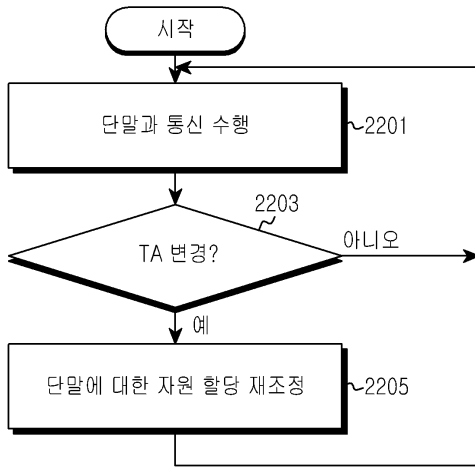 시작
단말과 통신 수행
2201
2203
TA 변경?
아니오
예
단말에 대한 자원 할당 재조정
2205